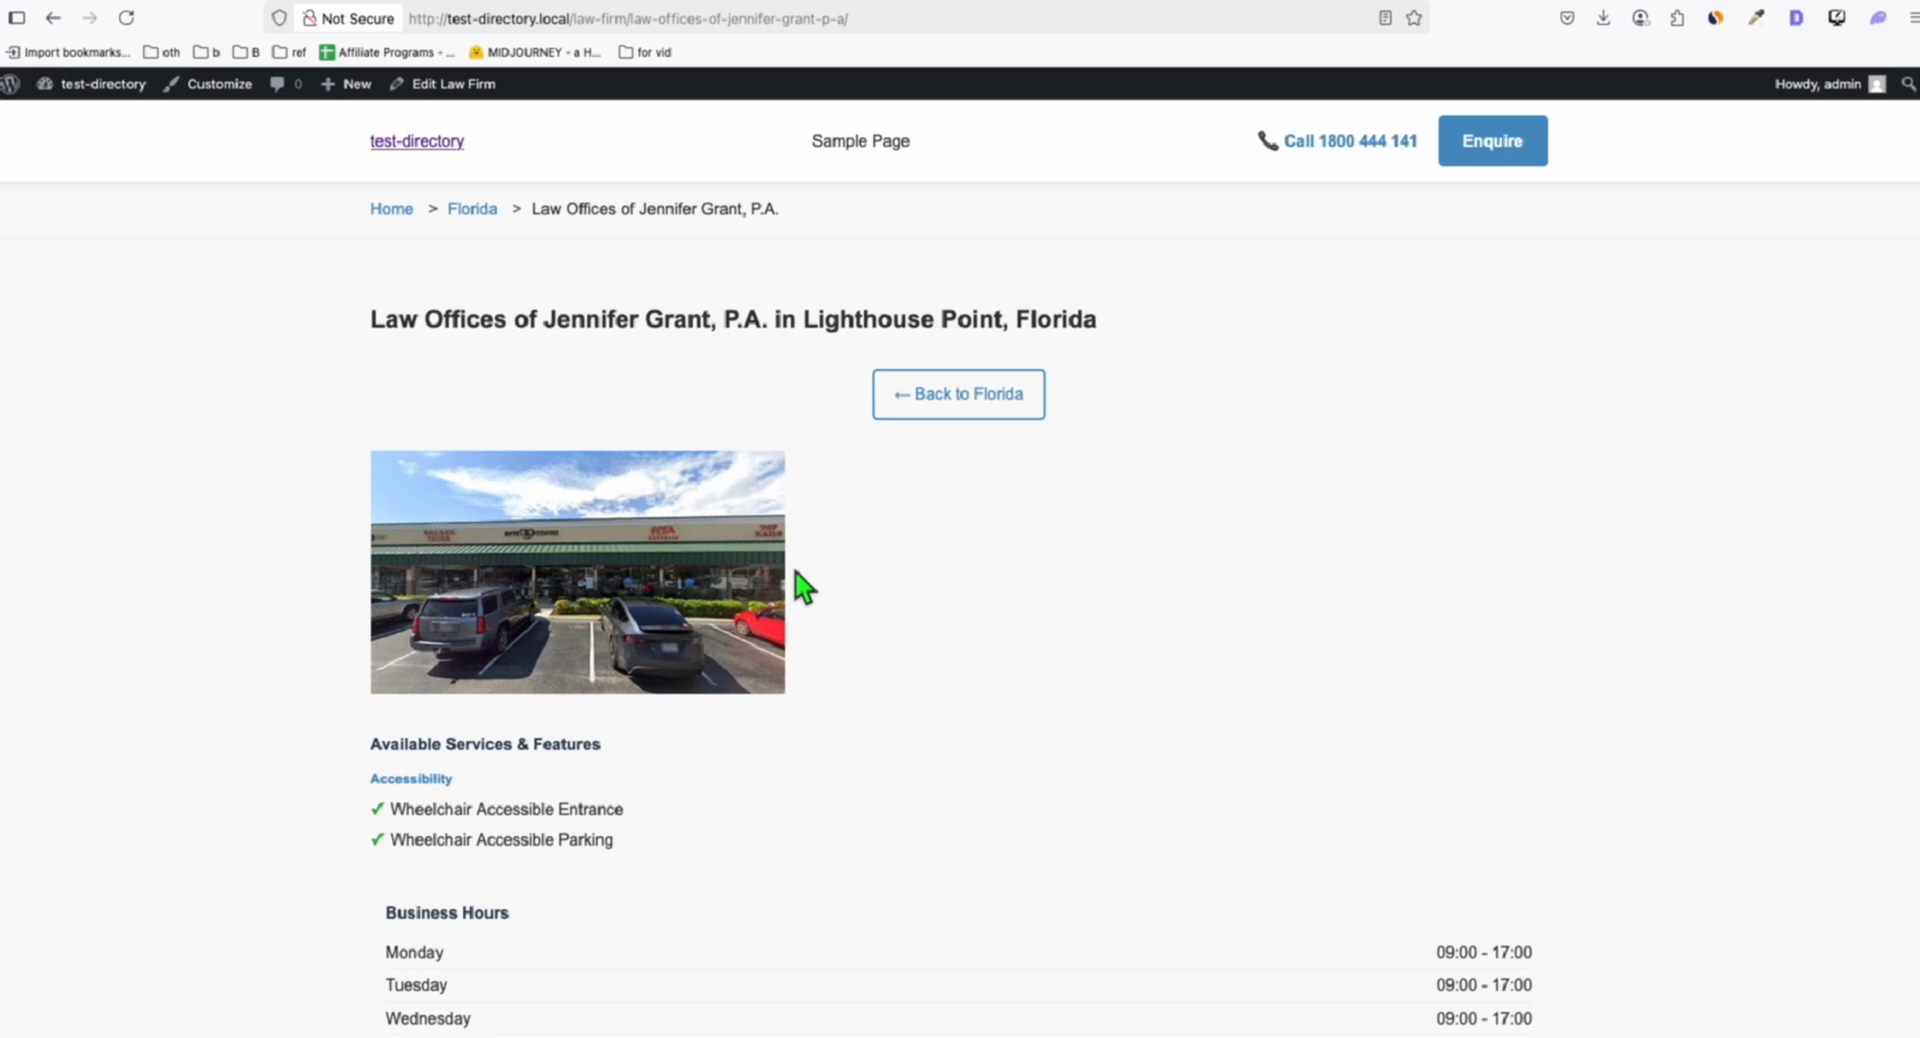 Not Secure http://test-directory.local/law-firm/law-offices-of-jennifer-grant-p-a/
Import bookmarks... oth b B ref Affiliate Programs - ... MIDJOURNEY - a H... for vid
test-directory Customize 0 New Edit Law Firm Howdy, admin
test-directory Sample Page Call 1800 444 141 Enquire
Home > Florida > Law Offices of Jennifer Grant, P.A.
Law Offices of Jennifer Grant, P.A. in Lighthouse Point, Florida
← Back to Florida
Available Services & Features
Accessibility
✓ Wheelchair Accessible Entrance
✓ Wheelchair Accessible Parking
Business Hours
Monday 09:00 - 17:00
Tuesday 09:00 - 17:00
Wednesday 09:00 - 17:00